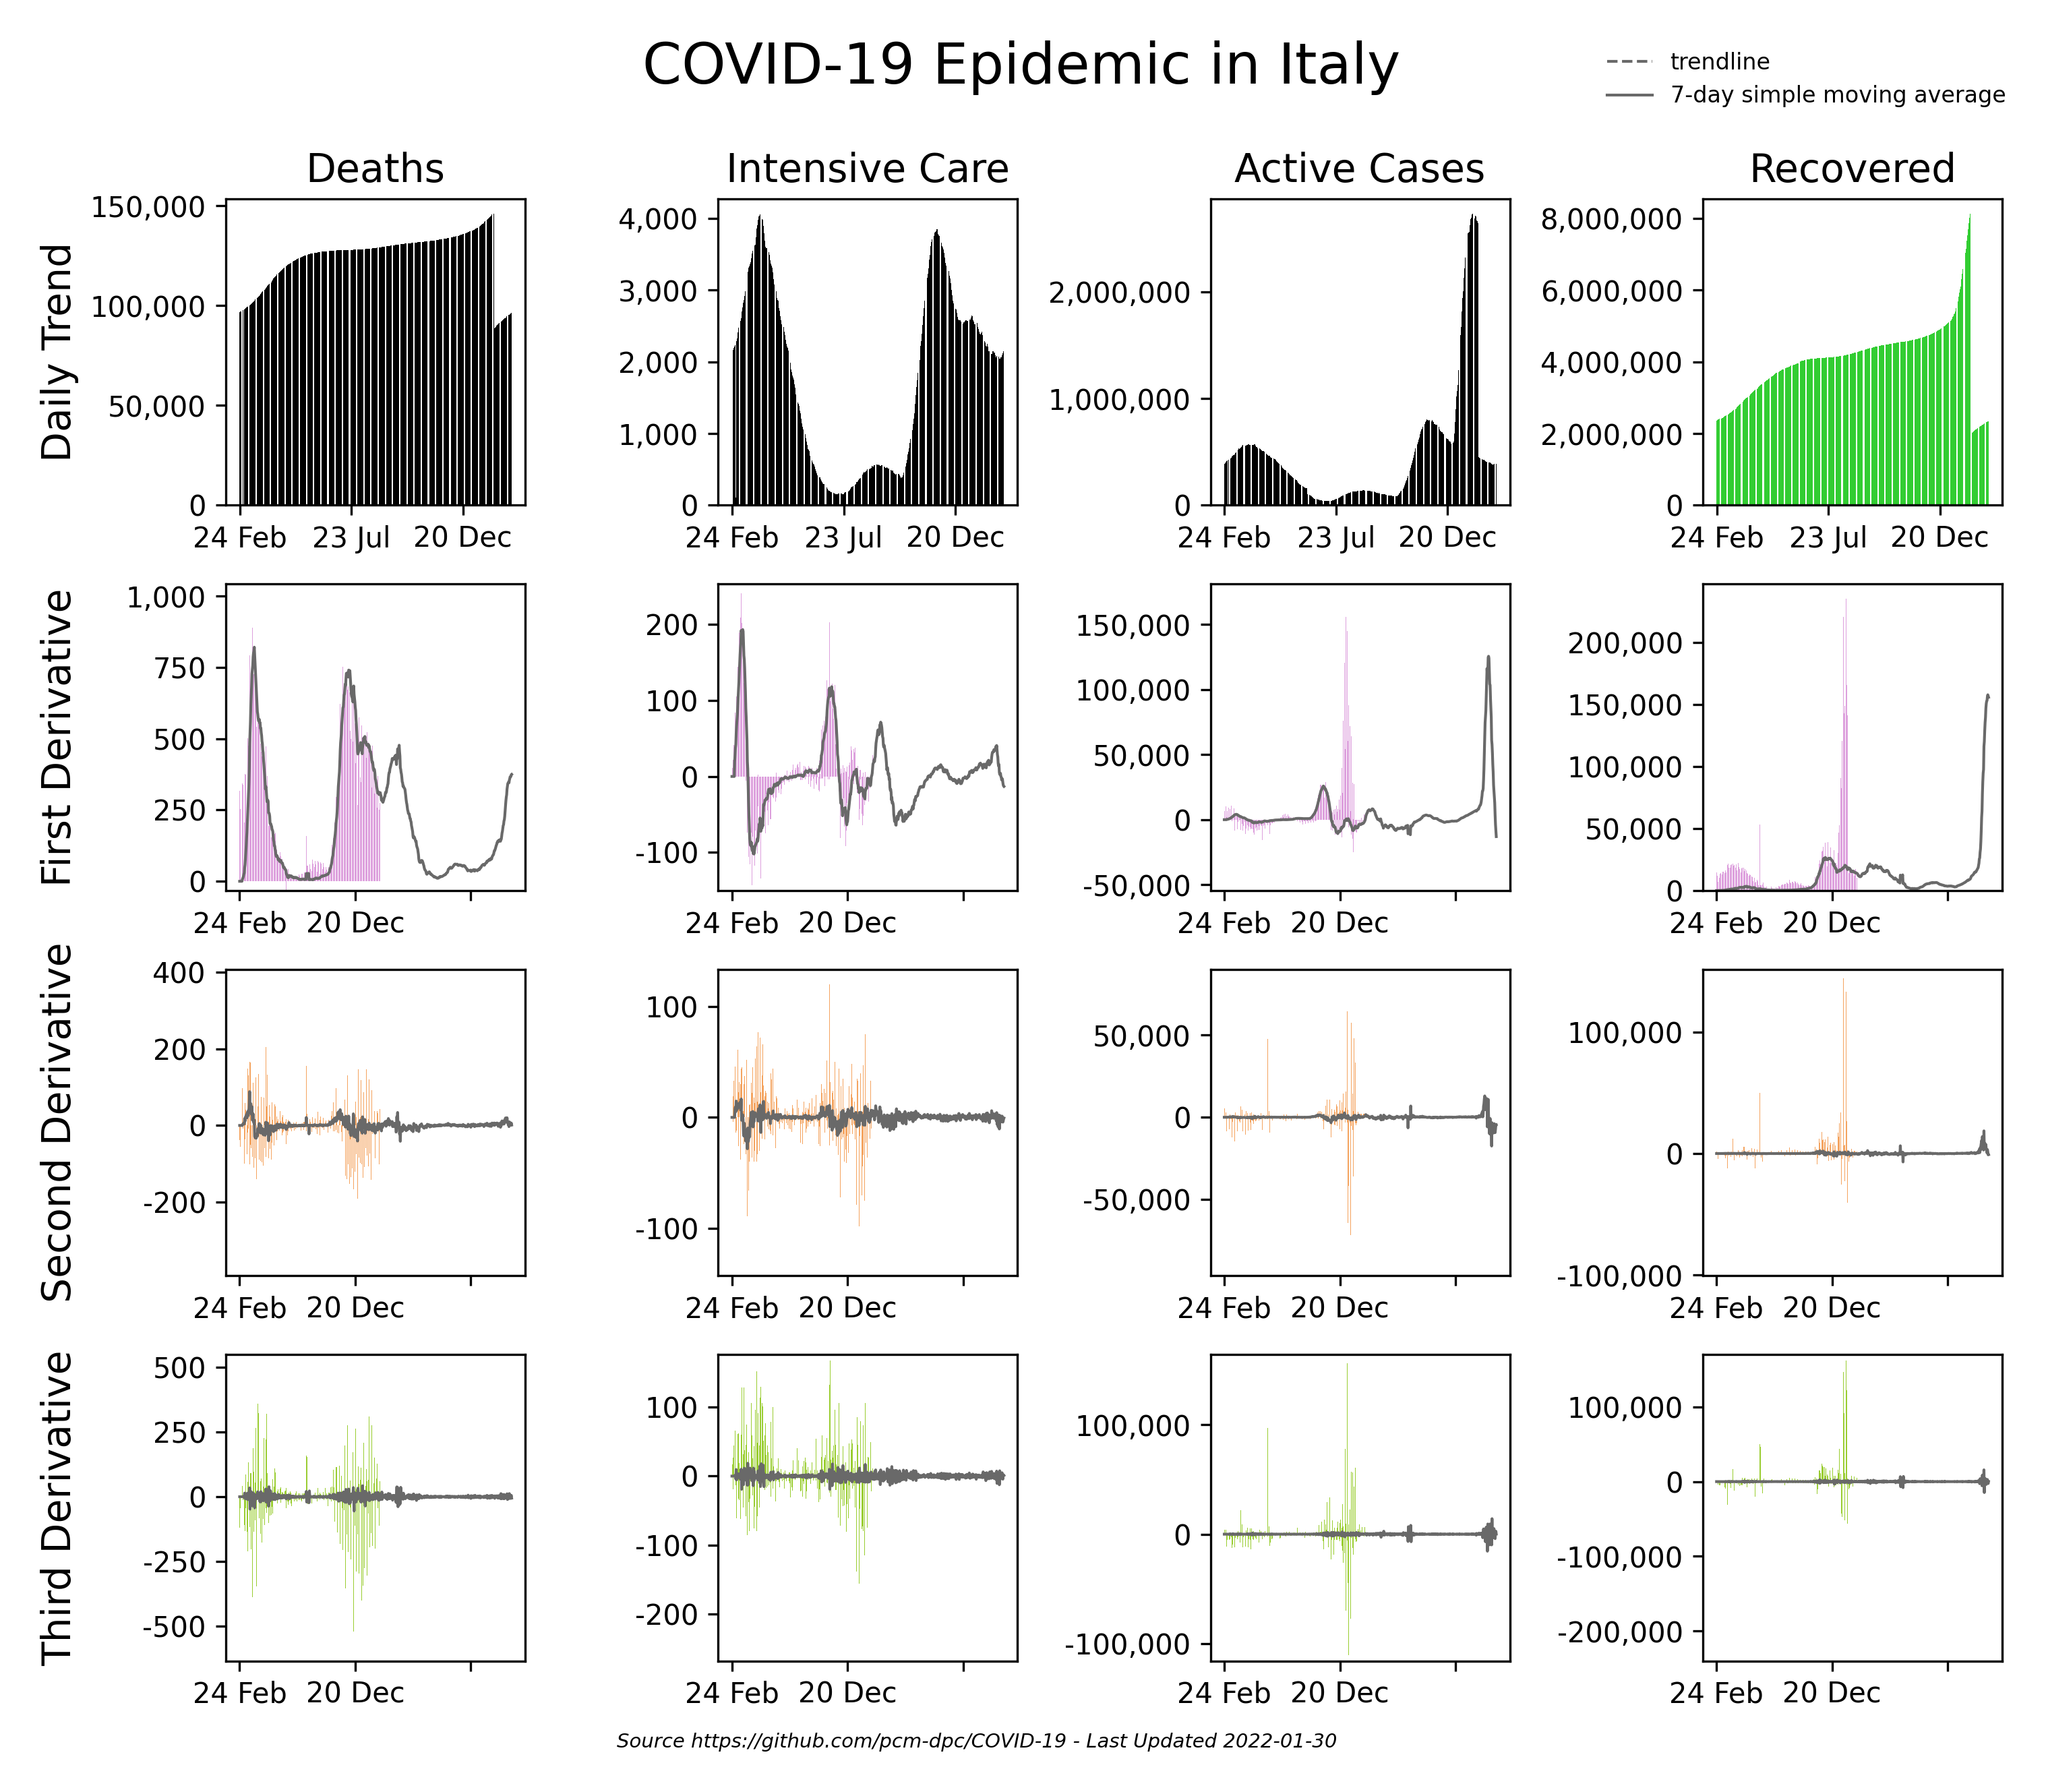 COVID-19 Epidemic in Italy
trendline
7-day simple moving average
Deaths
Intensive Care
Active Cases
Recovered
Daily Trend
150,000
100,000
50,000
0
24 Feb
23 Jul
20 Dec
4,000
3,000
2,000
1,000
0
24 Feb
23 Jul
20 Dec
2,000,000
1,000,000
0
24 Feb
23 Jul
20 Dec
8,000,000
6,000,000
4,000,000
2,000,000
0
24 Feb
23 Jul
20 Dec
First Derivative
1,000
750
500
250
0
24 Feb
20 Dec
200
100
0
-100
24 Feb
20 Dec
150,000
100,000
50,000
0
-50,000
24 Feb
20 Dec
200,000
150,000
100,000
50,000
0
24 Feb
20 Dec
Second Derivative
400
200
0
-200
24 Feb
20 Dec
100
0
-100
24 Feb
20 Dec
50,000
0
-50,000
24 Feb
20 Dec
100,000
0
-100,000
24 Feb
20 Dec
Third Derivative
500
250
0
-250
-500
24 Feb
20 Dec
100
0
-100
-200
24 Feb
20 Dec
100,000
0
-100,000
24 Feb
20 Dec
100,000
0
-100,000
-200,000
24 Feb
20 Dec
Source https://github.com/pcm-dpc/COVID-19 - Last Updated 2022-01-30